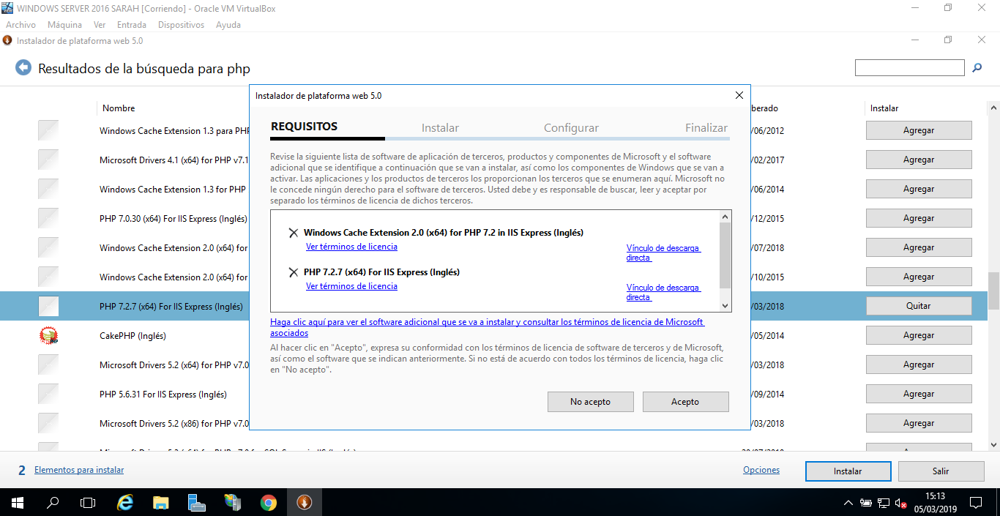 WINDOWS SERVER 2016 SARAH [Corriendo] - Oracle VM VirtualBox
Archivo Máquina Ver Entrada Dispositivos Ayuda
Instalador de plataforma web 5.0
Resultados de la búsqueda para php
Nombre
berado
Instalar
Windows Cache Extension 1.3 para PHP
/06/2012
Agregar
Microsoft Drivers 4.1 (x64) for PHP v7.1
/02/2017
Agregar
Windows Cache Extension 1.3 for PHP
/06/2014
Agregar
PHP 7.0.30 (x64) For IIS Express (Inglés)
/12/2015
Agregar
Windows Cache Extension 2.0 (x64) for
/07/2018
Agregar
Windows Cache Extension 2.0 (x64) for
/10/2015
Agregar
PHP 7.2.7 (x64) For IIS Express (Inglés)
/03/2018
Quitar
CakePHP (Inglés)
/05/2014
Agregar
Microsoft Drivers 5.2 (x64) for PHP v7.0
/03/2018
Agregar
PHP 5.6.31 For IIS Express (Inglés)
/09/2014
Agregar
Microsoft Drivers 5.2 (x86) for PHP v7.0
/03/2018
Agregar
Instalador de plataforma web 5.0
REQUISITOS Instalar Configurar Finalizar
Revise la siguiente lista de software de aplicación de terceros, productos y componentes de Microsoft y el software
adicional que se identifique a continuación que se van a instalar, así como los componentes de Windows que se van a
activar. Las aplicaciones y los productos de terceros los proporcionan los terceros que se enumeran aquí. Microsoft no
le concede ningún derecho para el software de terceros. Usted debe y es responsable de buscar, leer y aceptar por
separado los términos de licencia de dichos terceros.
Windows Cache Extension 2.0 (x64) for PHP 7.2 in IIS Express (Inglés)
Ver términos de licencia
Vínculo de descarga
directa
PHP 7.2.7 (x64) For IIS Express (Inglés)
Ver términos de licencia
Vínculo de descarga
directa
Haga clic aquí para ver el software adicional que se va a instalar y consultar los términos de licencia de Microsoft
asociados
Al hacer clic en "Acepto", expresa su conformidad con los términos de licencia de software de terceros y de Microsoft,
así como el software que se indican anteriormente. Si no está de acuerdo con todos los términos de licencia, haga clic
en "No acepto".
No acepto
Acepto
2 Elementos para instalar
Opciones
Instalar
Salir
15:13
05/03/2019